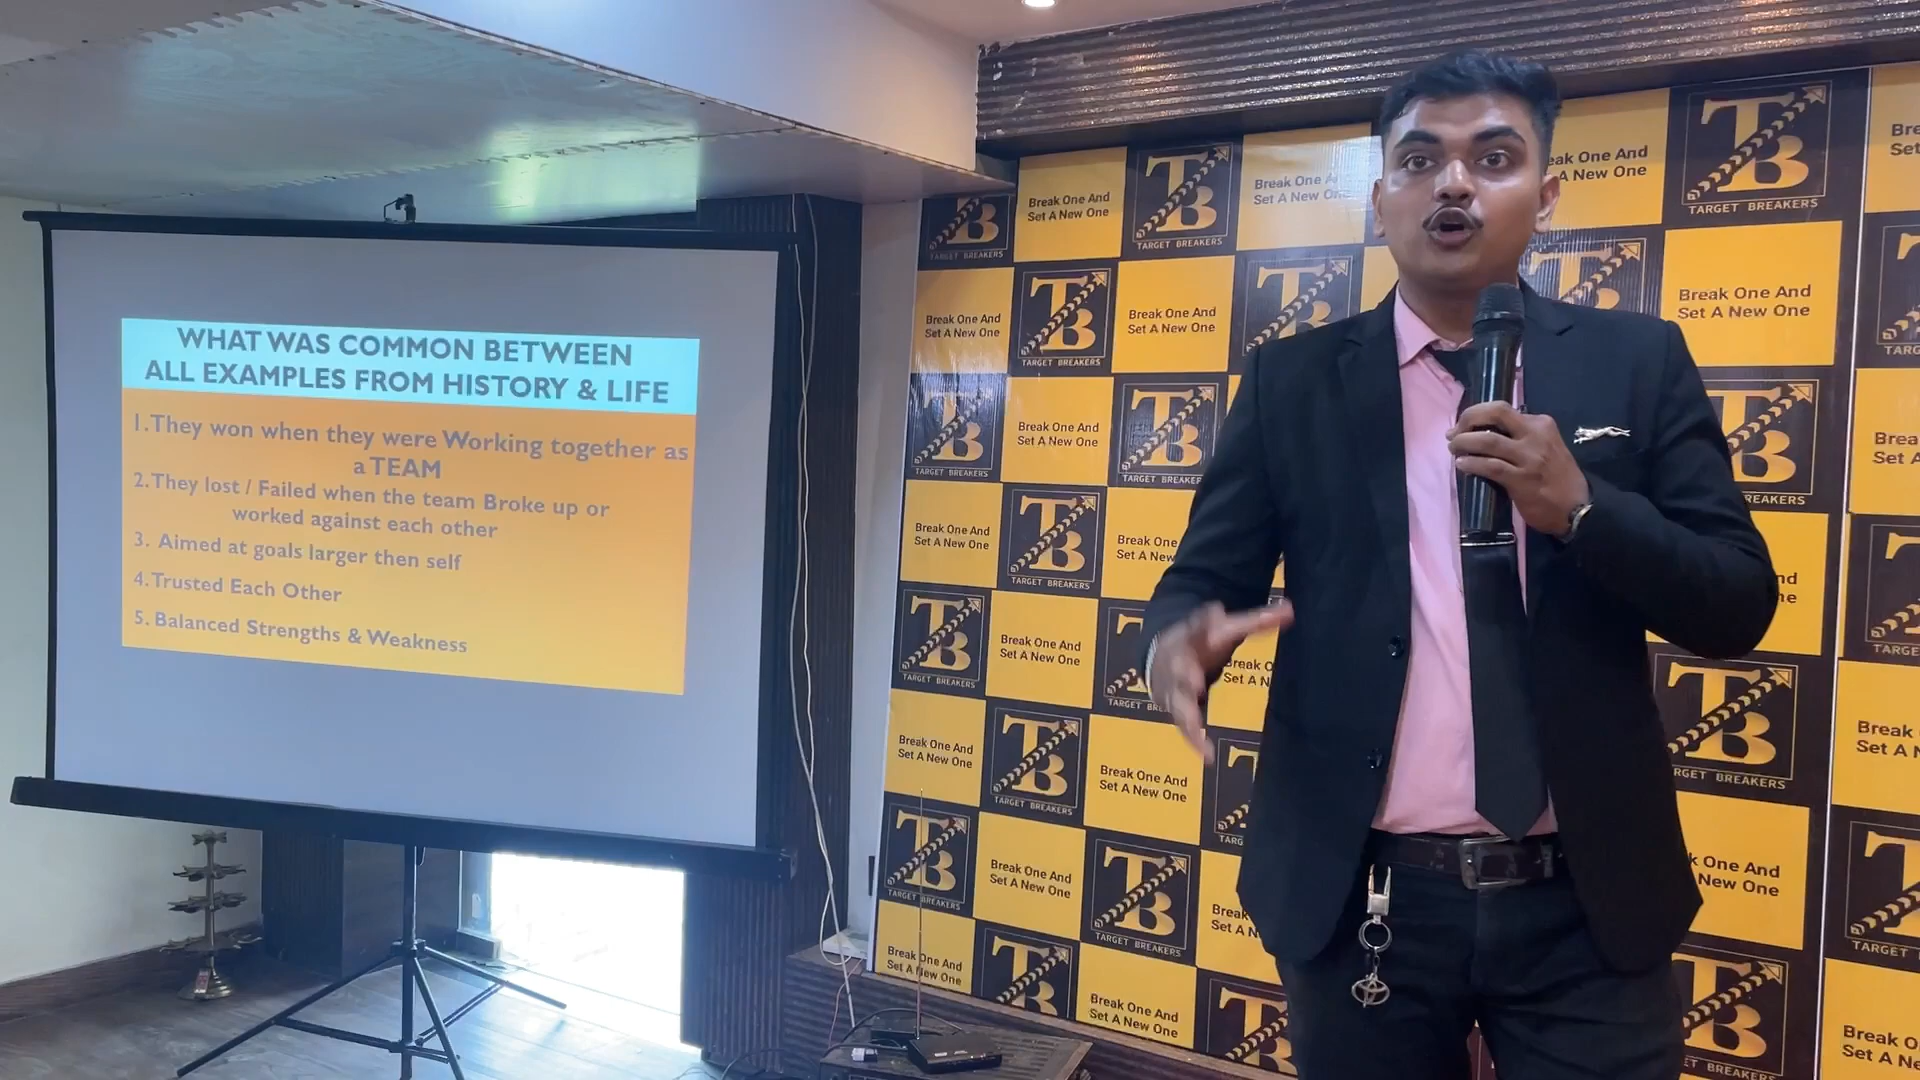 WHAT WAS COMMON BETWEEN
ALL EXAMPLES FROM HISTORY & LIFE
1.They won when they were Working together as
a TEAM
2.They lost / Failed when the team Broke up or
worked against each other
3. Aimed at goals larger then self
4.Trusted Each Other
5. Balanced Strengths & Weakness
TB
TARGET BREAKERS
Break One And
Set A New One